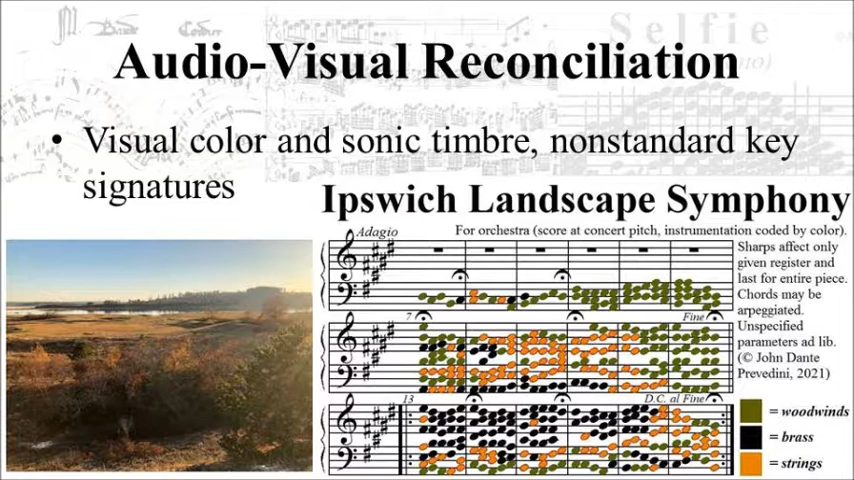 Selfie
Audio-Visual Reconciliation
• Visual color and sonic timbre, nonstandard key
signatures
Ipswich Landscape Symphony
For orchestra (score at concert pitch, instrumentation coded by color).
Adagio
Sharps affect only
given register and
last for entire piece.
Chords may be
arpeggiated.
Unspecified
parameters ad lib.
(© John Dante
Prevedini, 2021)
7
Fine
13
D.C. al Fine
= woodwinds
= brass
= strings